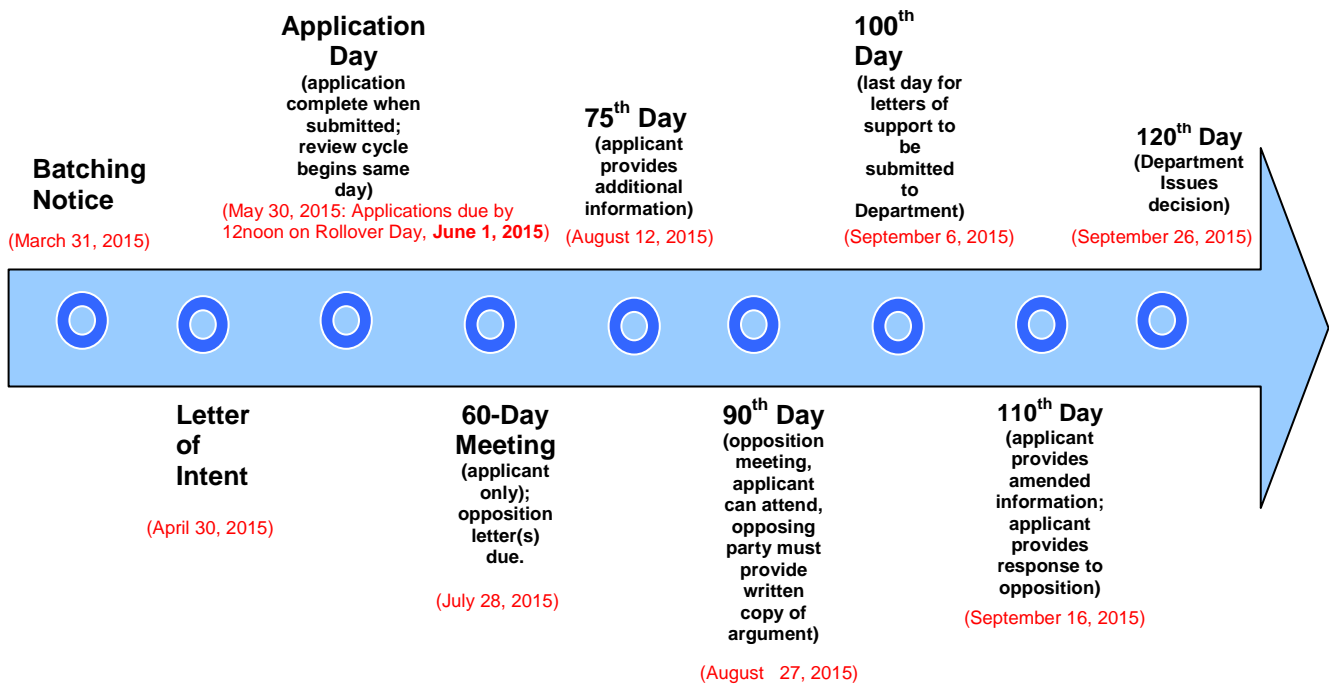 Batching
Notice
(March 31, 2015)
Letter
of
Intent
(April 30, 2015)
Application
Day
(application
complete when
submitted;
review cycle
begins same
day)
(May 30, 2015: Applications due by
12noon on Rollover Day, June 1, 2015)
60-Day
Meeting
(applicant
only);
opposition
letter(s)
due.
(July 28, 2015)
75th Day
(applicant
provides
additional
information)
(August 12, 2015)
90th Day
(opposition
meeting,
applicant
can attend,
opposing
party must
provide
written
copy of
argument)
(August 27, 2015)
100th
Day
(last day for
letters of
support to
be
submitted
to
Department)
(September 6, 2015)
110th Day
(applicant
provides
amended
information;
applicant
provides
response to
opposition)
(September 16, 2015)
120th Day
(Department
Issues
decision)
(September 26, 2015)